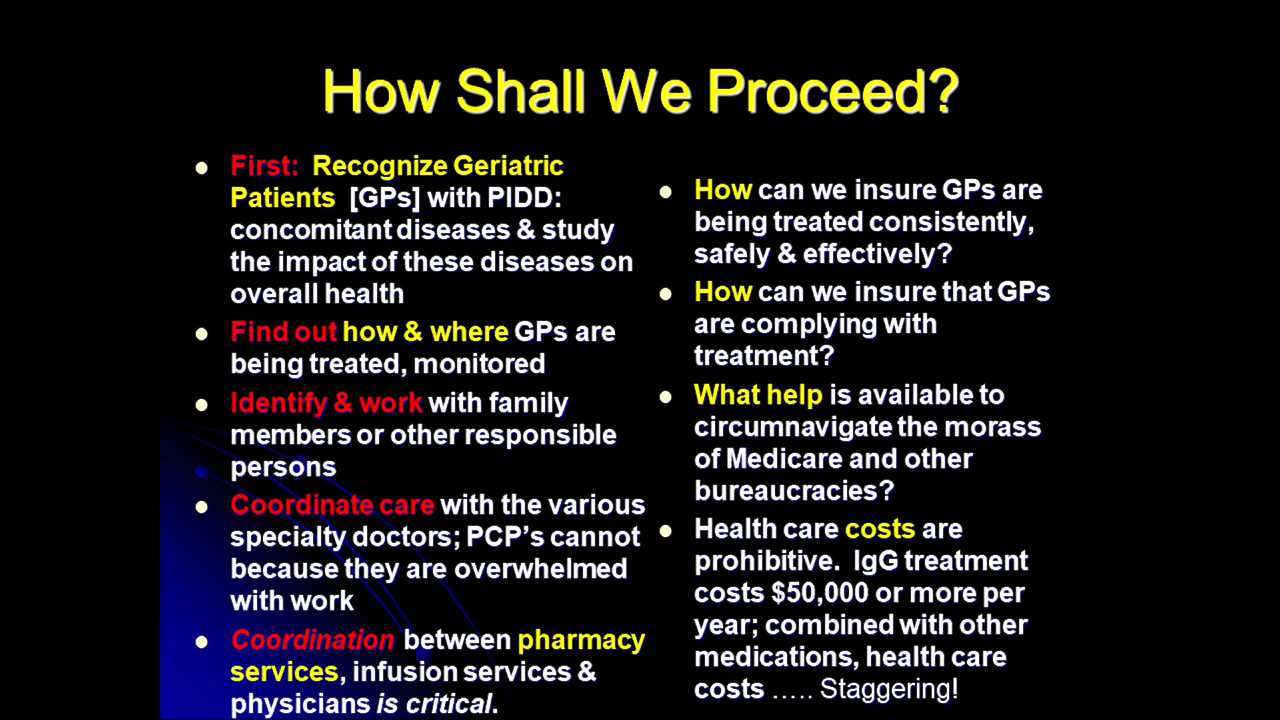 How Shall We Proceed?
First: Recognize Geriatric
Patients [GPs] with PIDD:
concomitant diseases & study
the impact of these diseases on
overall health
Find out how & where GPs are
being treated, monitored
Identify & work with family
members or other responsible
persons
Coordinate care with the various
specialty doctors; PCP's cannot
because they are overwhelmed
with work
Coordination between pharmacy
services, infusion services &
physicians is critical.
How can we insure GPs are
being treated consistently,
safely & effectively?
How can we insure that GPs
are complying with
treatment?
What help is available to
circumnavigate the morass
of Medicare and other
bureaucracies?
Health care costs are
prohibitive. IgG treatment
costs $50,000 or more per
year; combined with other
medications, health care
costs ….. Staggering!